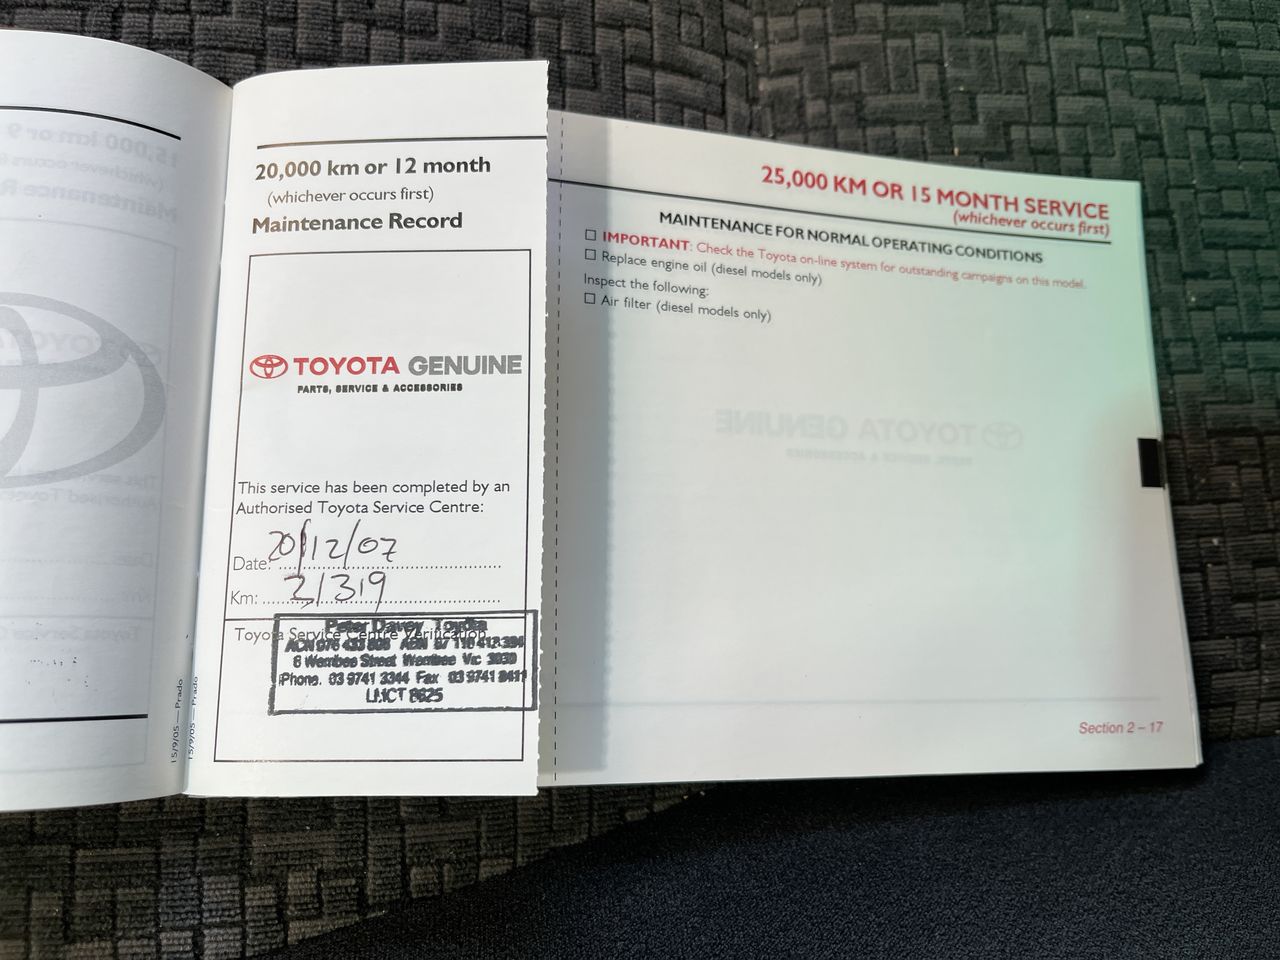 20,000 km or 12 month
(whichever occurs first)
Maintenance Record
TOYOTA GENUINE
PARTS, SERVICE & ACCESSORIES
This service has been completed by an
Authorised Toyota Service Centre:
Date: 20/12/07
Km: 21319
Toyota Service Centre Verification
Peter Davey Toyota
6 Werribee Street Werribee Vic 3030
Phone. 03 9741 3344 Fax 03 9741
LMCT 8625
15/9/05 — Prado
15/9/05 — Prado
25,000 KM OR 15 MONTH SERVICE
(whichever occurs first)
MAINTENANCE FOR NORMAL OPERATING CONDITIONS
IMPORTANT: Check the Toyota on-line system for outstanding campaigns on this model.
Replace engine oil (diesel models only)
Inspect the following:
Air filter (diesel models only)
Section 2 – 17